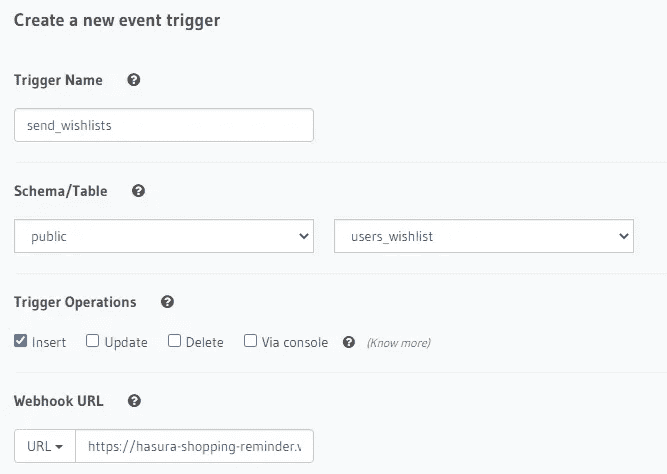 Create a new event trigger
Trigger Name
send_wishlists
Schema/Table
public users_wishlist
Trigger Operations
Insert Update Delete Via console (Know more)
Webhook URL
URL https://hasura-shopping-reminder.v